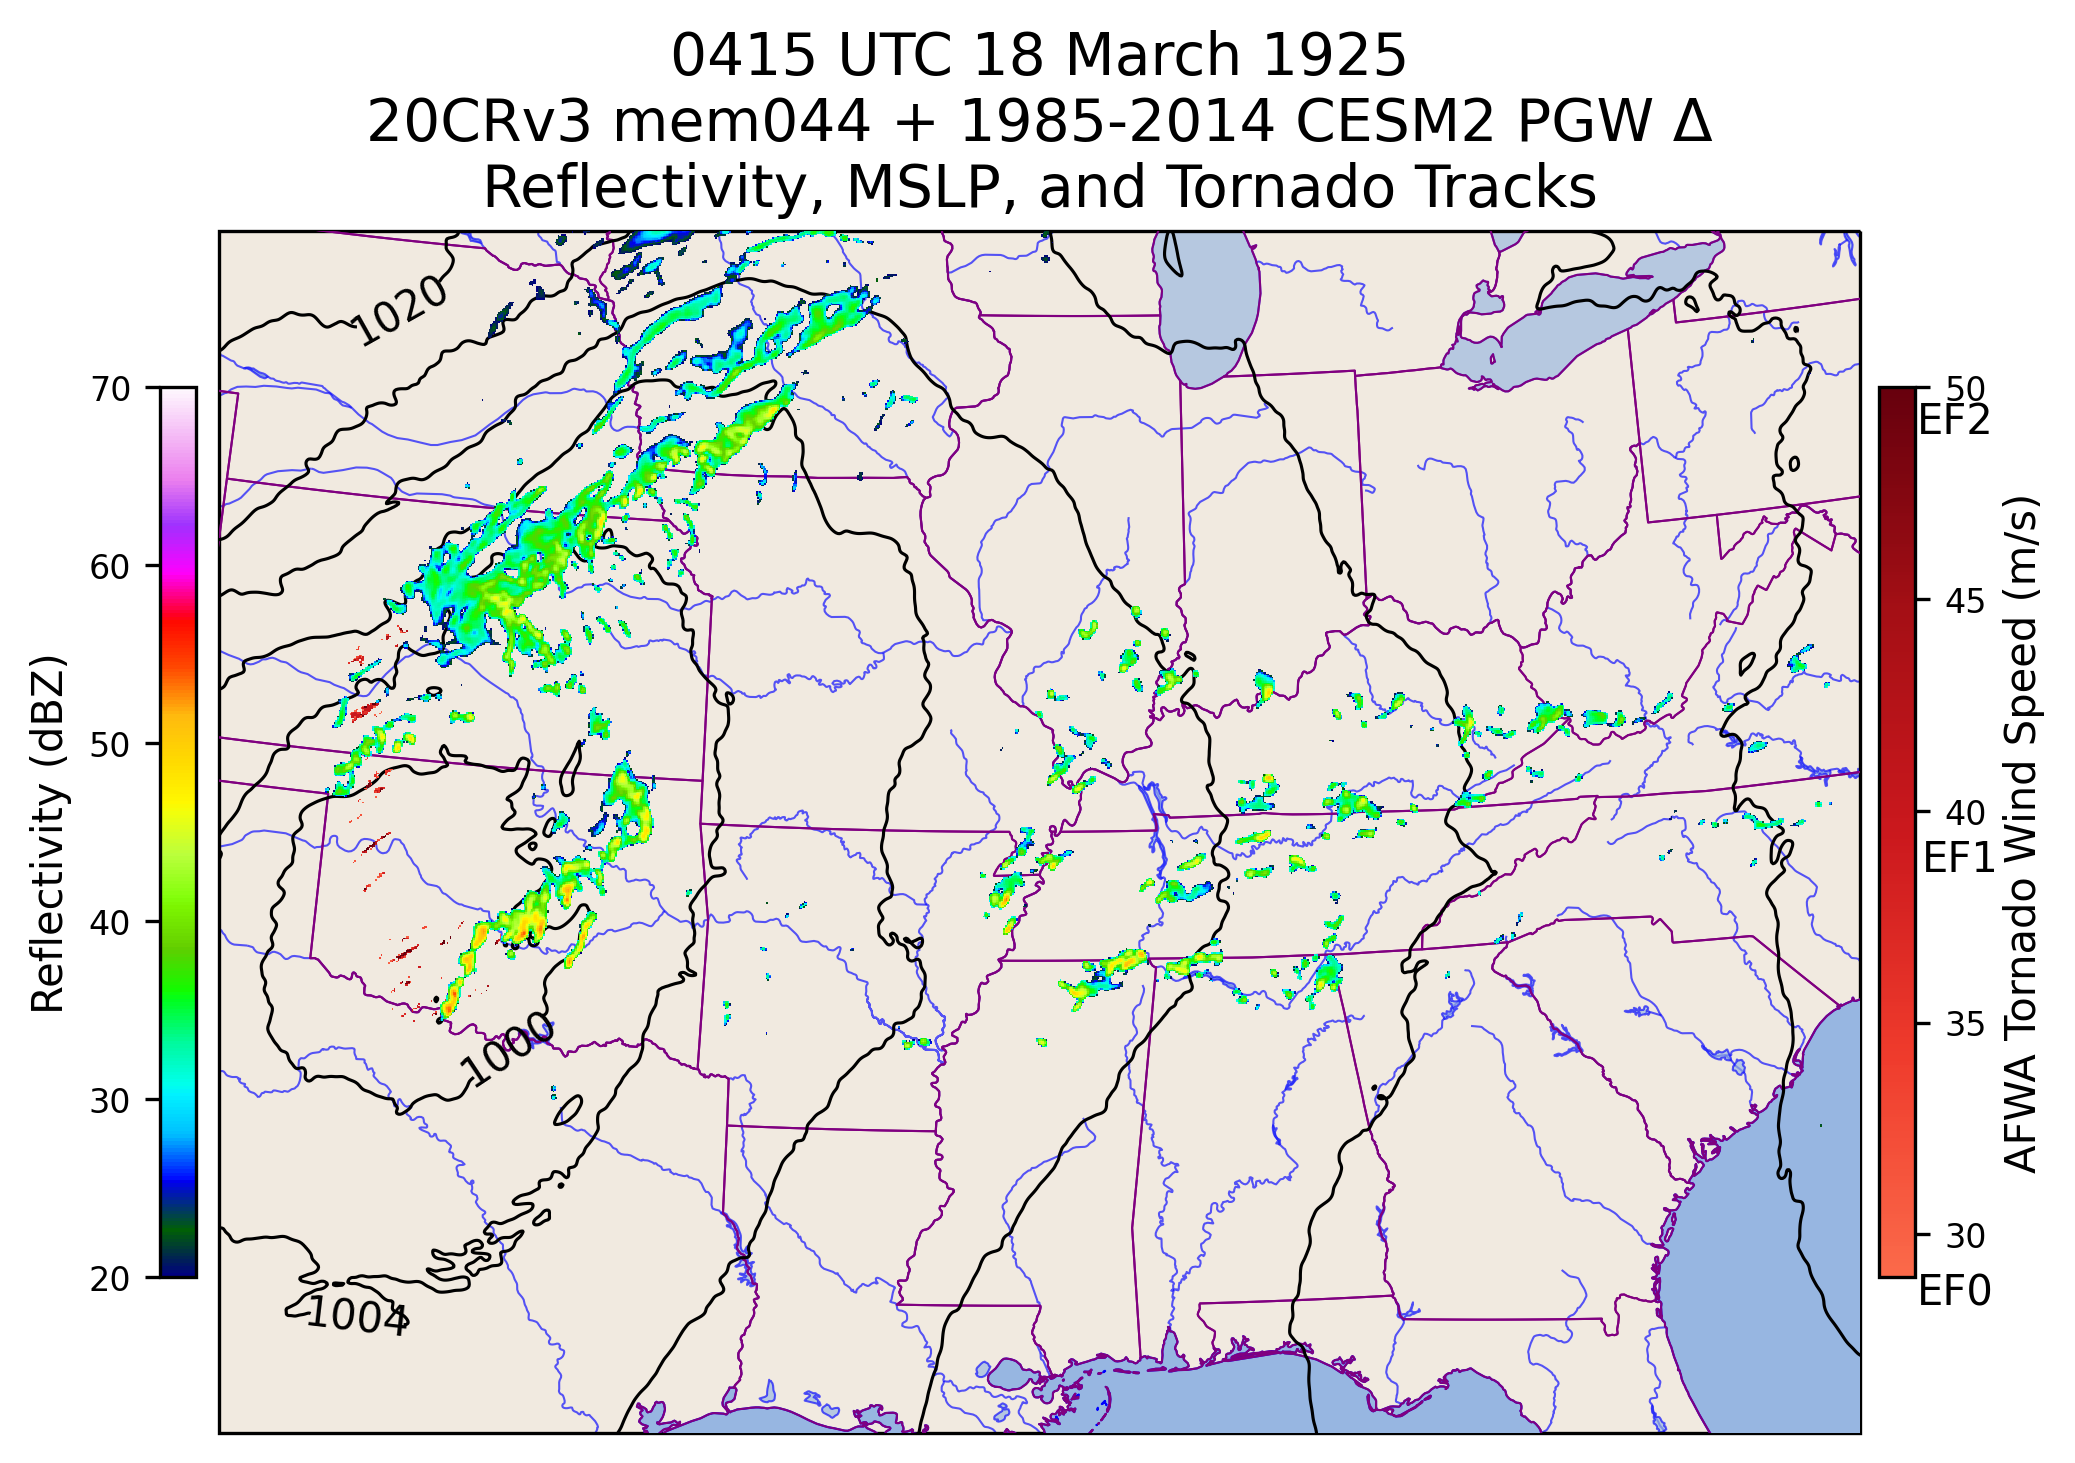 0415 UTC 18 March 1925
20CRv3 mem044 + 1985-2014 CESM2 PGW Δ
Reflectivity, MSLP, and Tornado Tracks
1020
1000
1004
70
60
50
40
30
20
Reflectivity (dBZ)
50
EF2
45
40
EF1
35
30
EF0
AFWA Tornado Wind Speed (m/s)